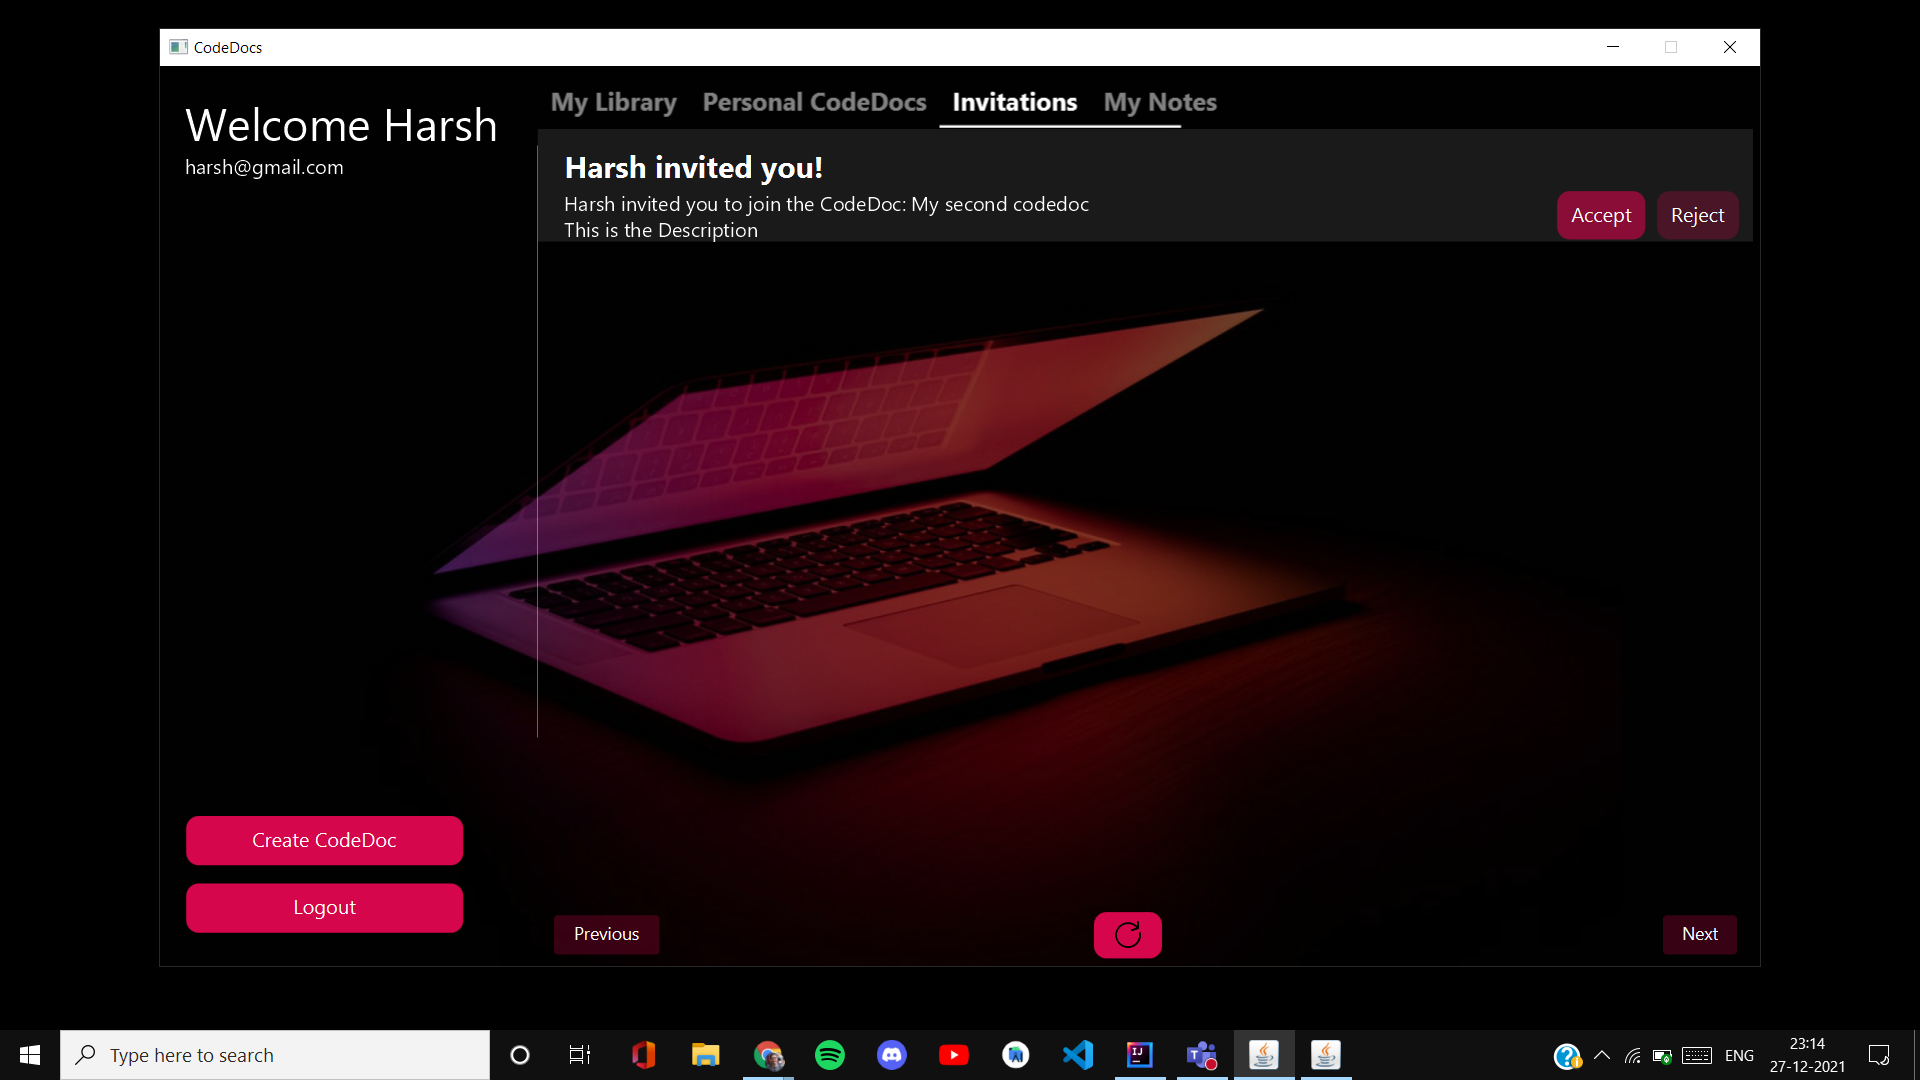 CodeDocs
Welcome Harsh
harsh@gmail.com
My Library Personal CodeDocs Invitations My Notes
Harsh invited you!
Harsh invited you to join the CodeDoc: My second codedoc
This is the Description
Accept Reject
Create CodeDoc
Logout
Previous
Next
Type here to search
ENG
23:14
27-12-2021